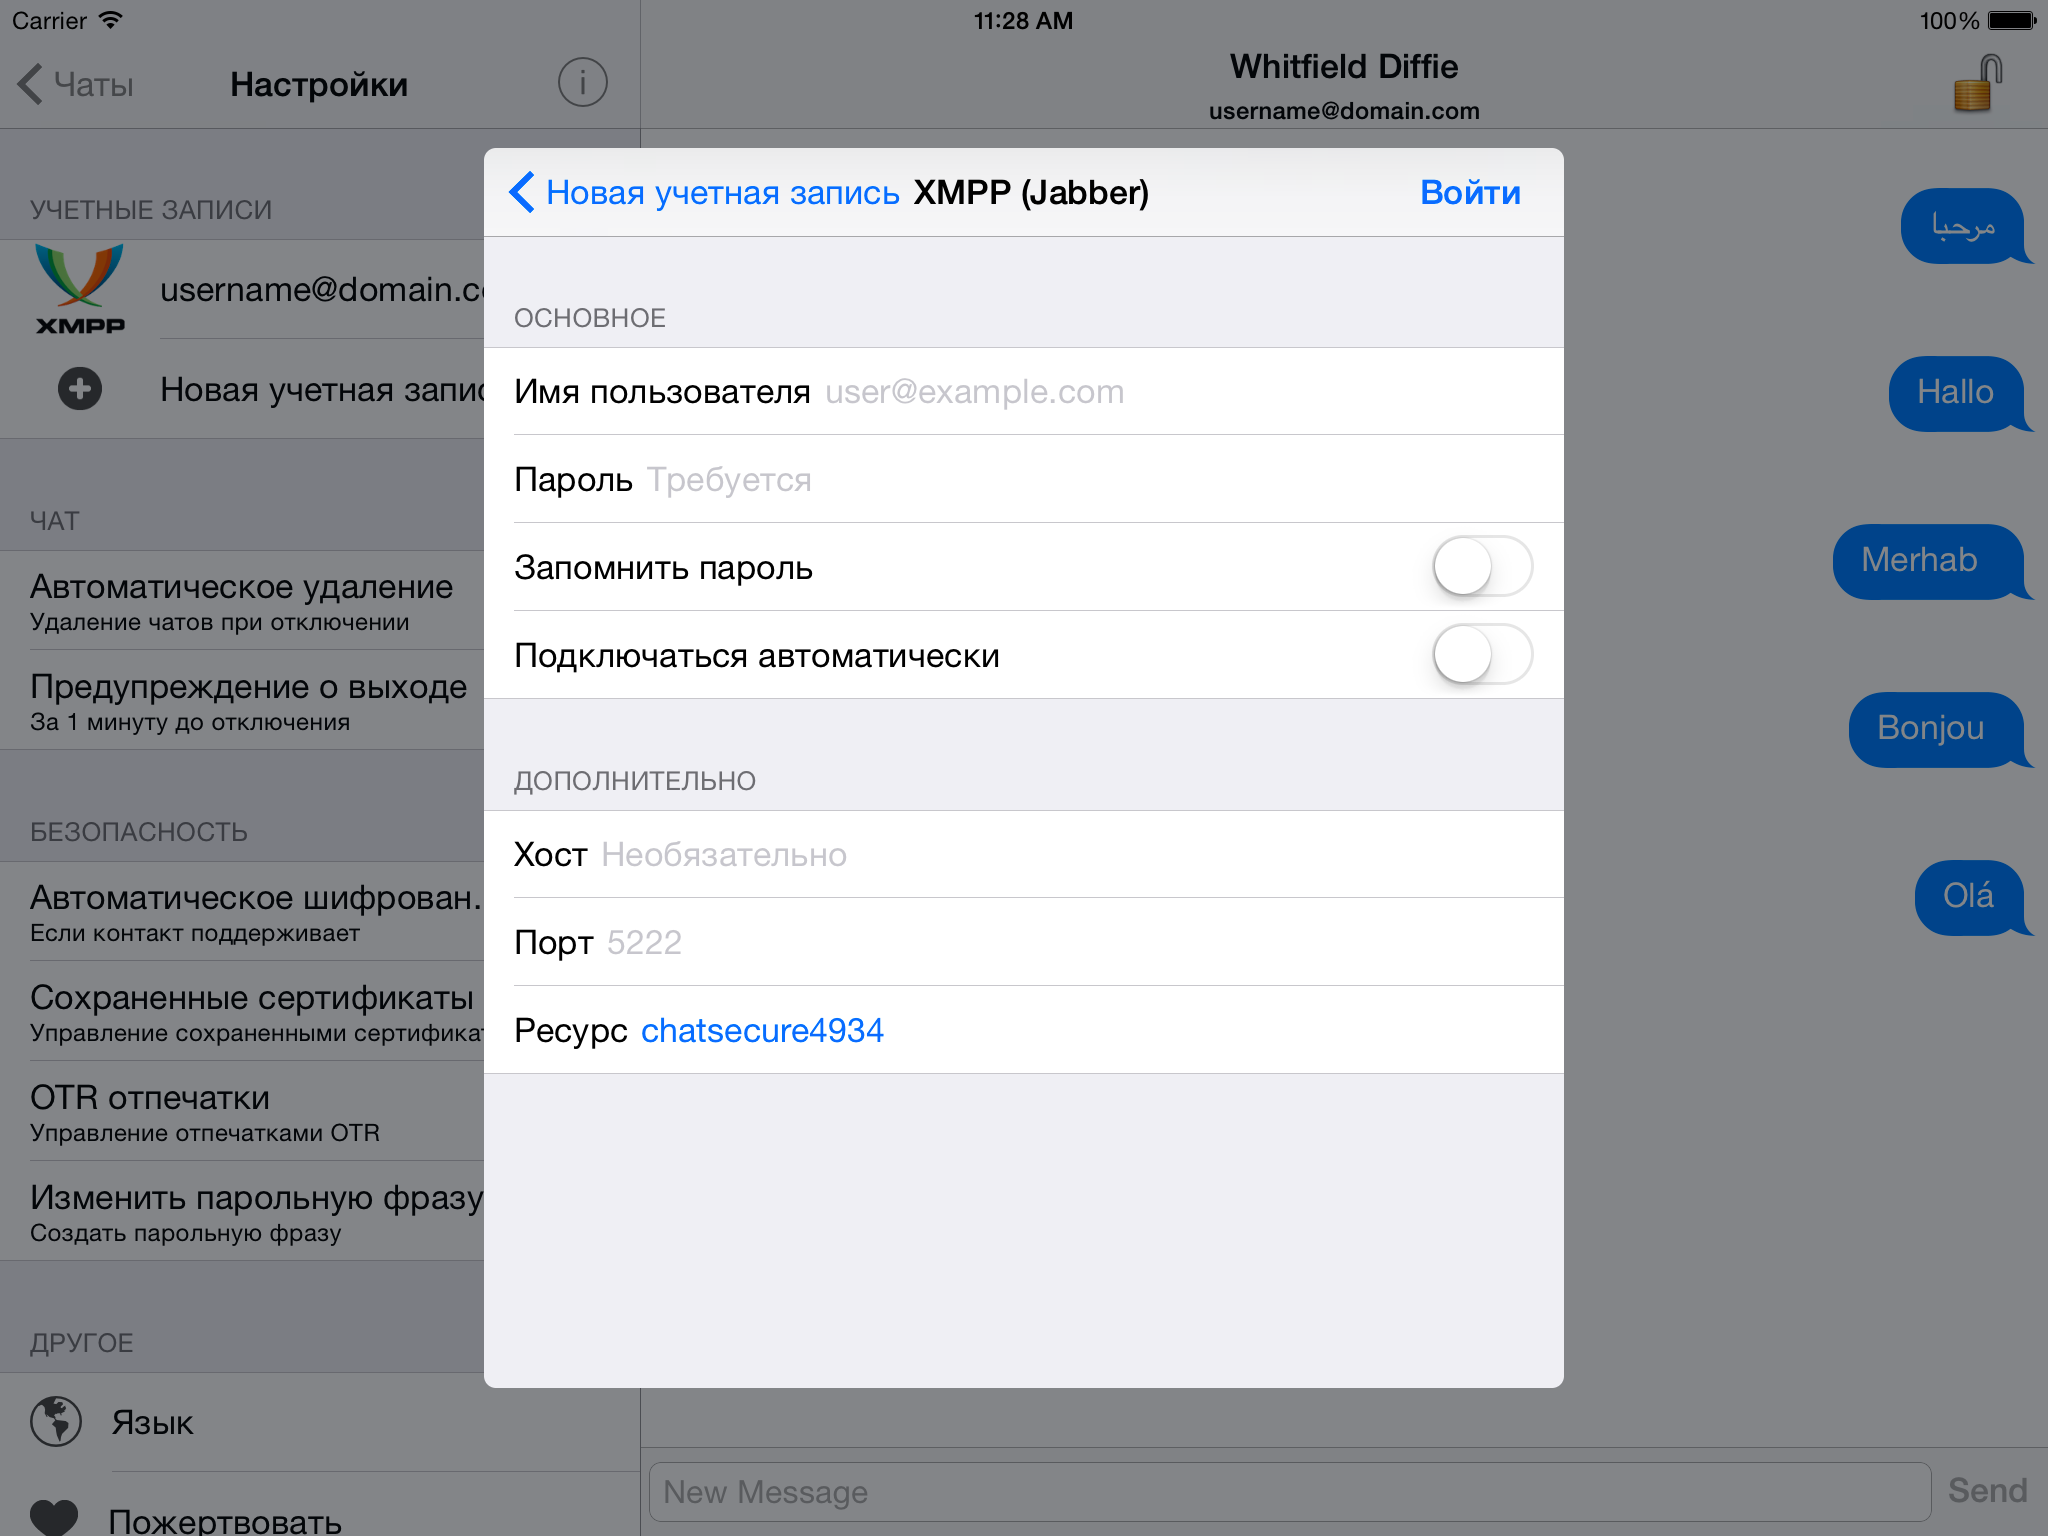 Carrier
11:28 AM
100%
Чаты
Настройки
Whitfield Diffie
username@domain.com
УЧЕТНЫЕ ЗАПИСИ
XMPP
username@domain.c
Новая учетная запис
ЧАТ
Автоматическое удаление
Удаление чатов при отключении
Предупреждение о выходе
За 1 минуту до отключения
БЕЗОПАСНОСТЬ
Автоматическое шифрован.
Если контакт поддерживает
Сохраненные сертификаты
Управление сохраненными сертифика
OTR отпечатки
Управление отпечатками OTR
Изменить парольную фразу
Создать парольную фразу
ДРУГОЕ
Язык
Пожертвовать
Новая учетная запись XMPP (Jabber) Войти
ОСНОВНОЕ
Имя пользователя user@example.com
Пароль Требуется
Запомнить пароль
Подключаться автоматически
ДОПОЛНИТЕЛЬНО
Хост Необязательно
Порт 5222
Ресурс chatsecure4934
مرحبا
Hallo
Merhab
Bonjou
Olá
New Message
Send